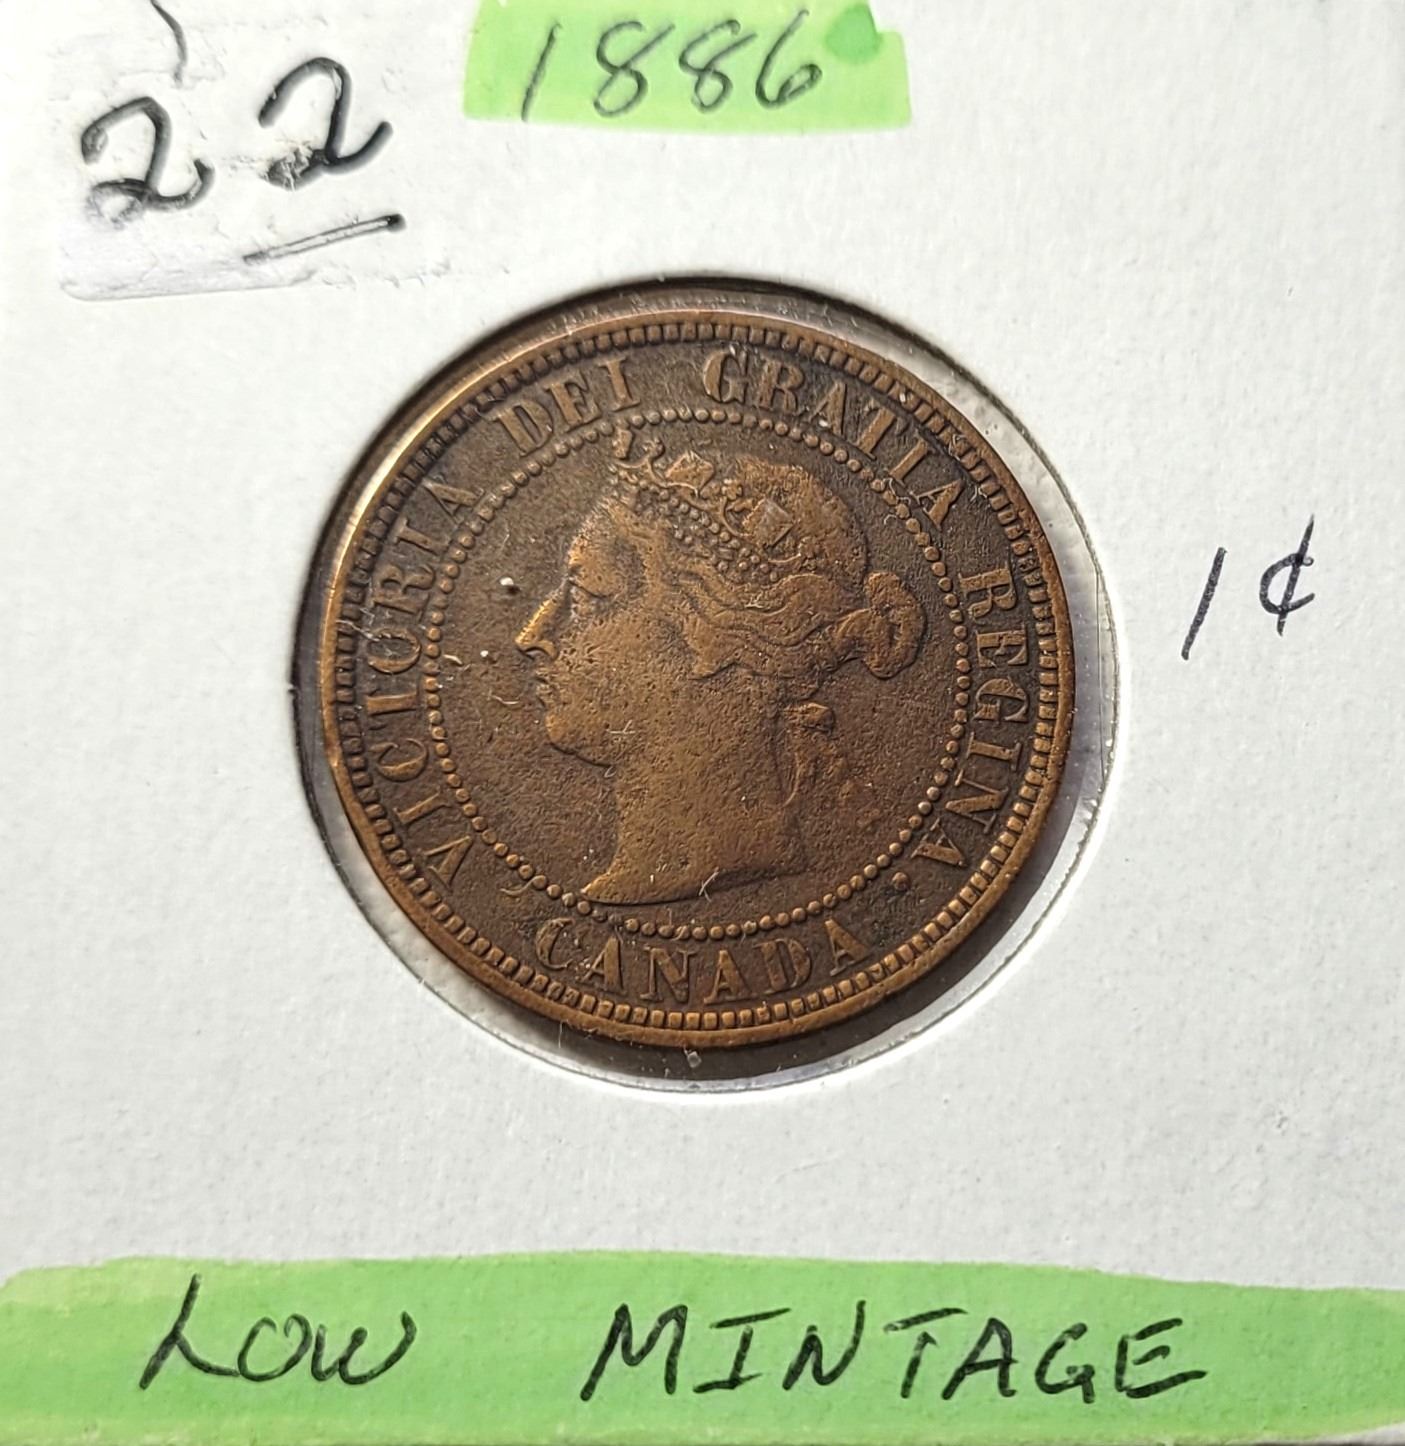 1886
22
VICTORIA DEI GRATIA REGINA.
CANADA
1¢
LOW MINTAGE